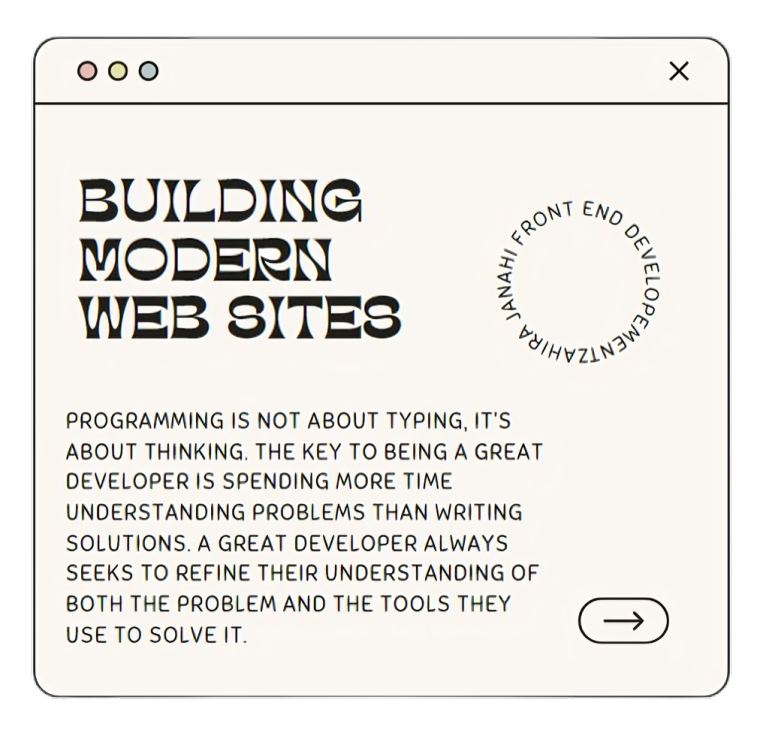 BUILDING
MODERN
WEB SITES
FRONT END DEVELOPEMENTZAHIRA JANAHI
PROGRAMMING IS NOT ABOUT TYPING, IT'S
ABOUT THINKING. THE KEY TO BEING A GREAT
DEVELOPER IS SPENDING MORE TIME
UNDERSTANDING PROBLEMS THAN WRITING
SOLUTIONS. A GREAT DEVELOPER ALWAYS
SEEKS TO REFINE THEIR UNDERSTANDING OF
BOTH THE PROBLEM AND THE TOOLS THEY
USE TO SOLVE IT.